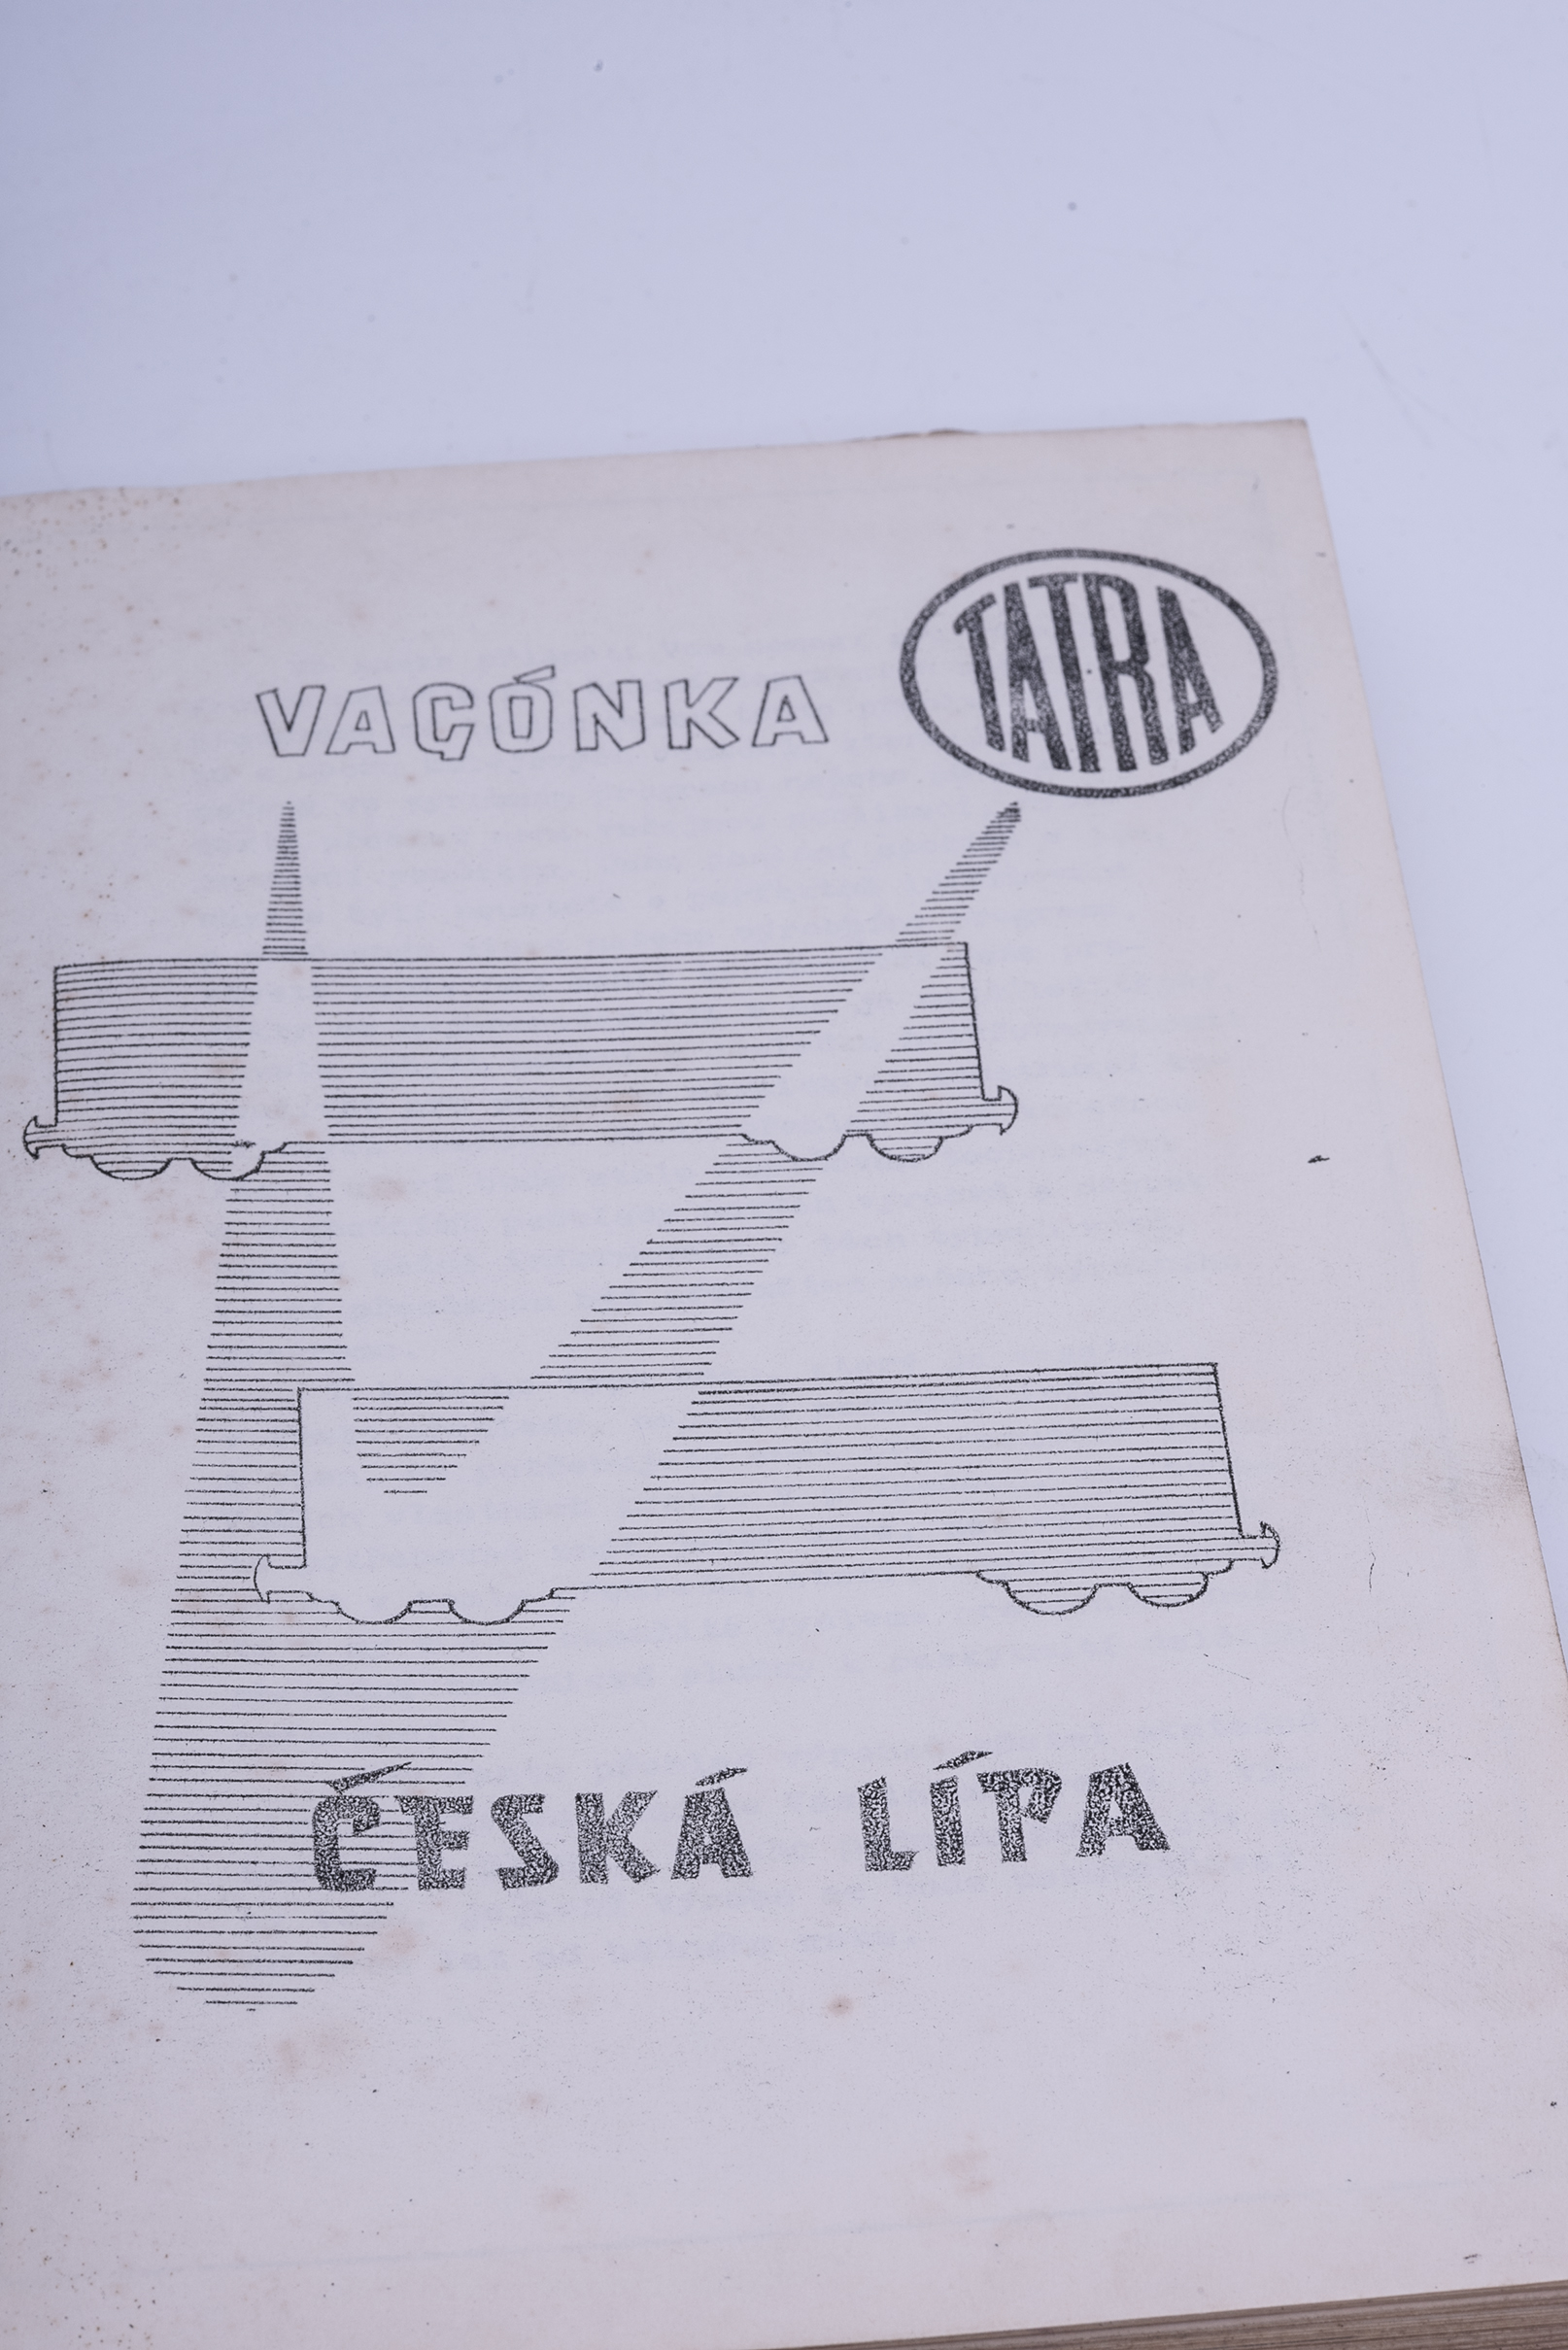 VAGÓNKA TATRA
ČESKÁ LÍPA